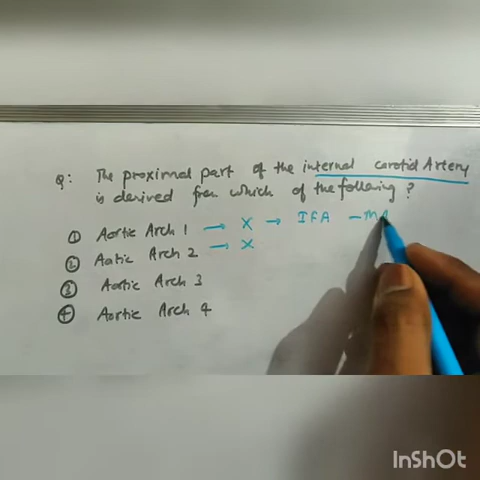 Q: The proximal part of the internal carotid Artery
is derived from which of the following ?
① Aortic Arch 1 → X → IFA - MA
② Aortic Arch 2 → X
③ Aortic Arch 3
④ Aortic Arch 4
InShOt